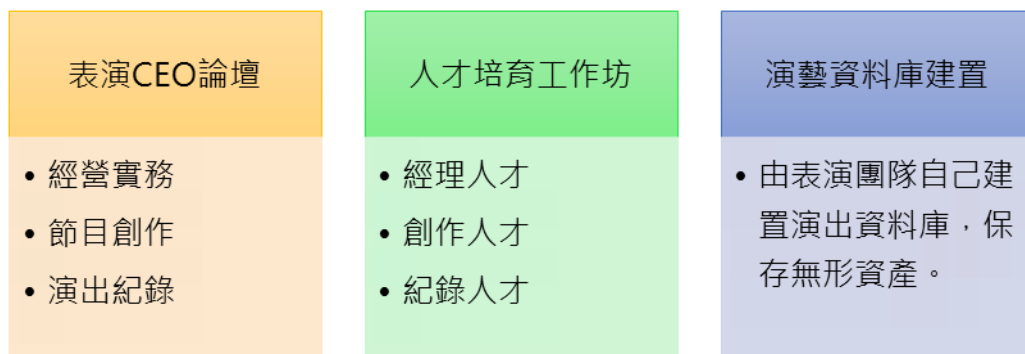 表演CEO論壇
• 經營實務
• 節目創作
• 演出紀錄
人才培育工作坊
• 經理人才
• 創作人才
• 紀錄人才
演藝資料庫建置
• 由表演團隊自己建
置演出資料庫，保
存無形資產。